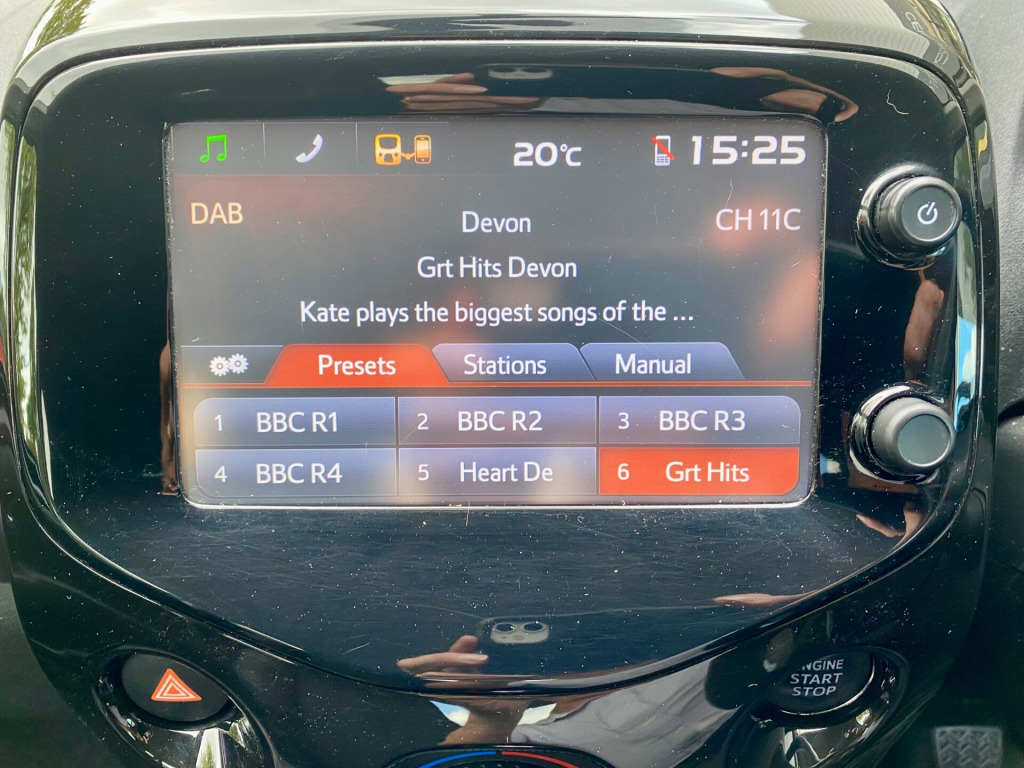 20°C 15:25
DAB Devon CH 11C
Grt Hits Devon
Kate plays the biggest songs of the ...
Presets Stations Manual
1 BBC R1 2 BBC R2 3 BBC R3
4 BBC R4 5 Heart De 6 Grt Hits
ENGINE
START
STOP